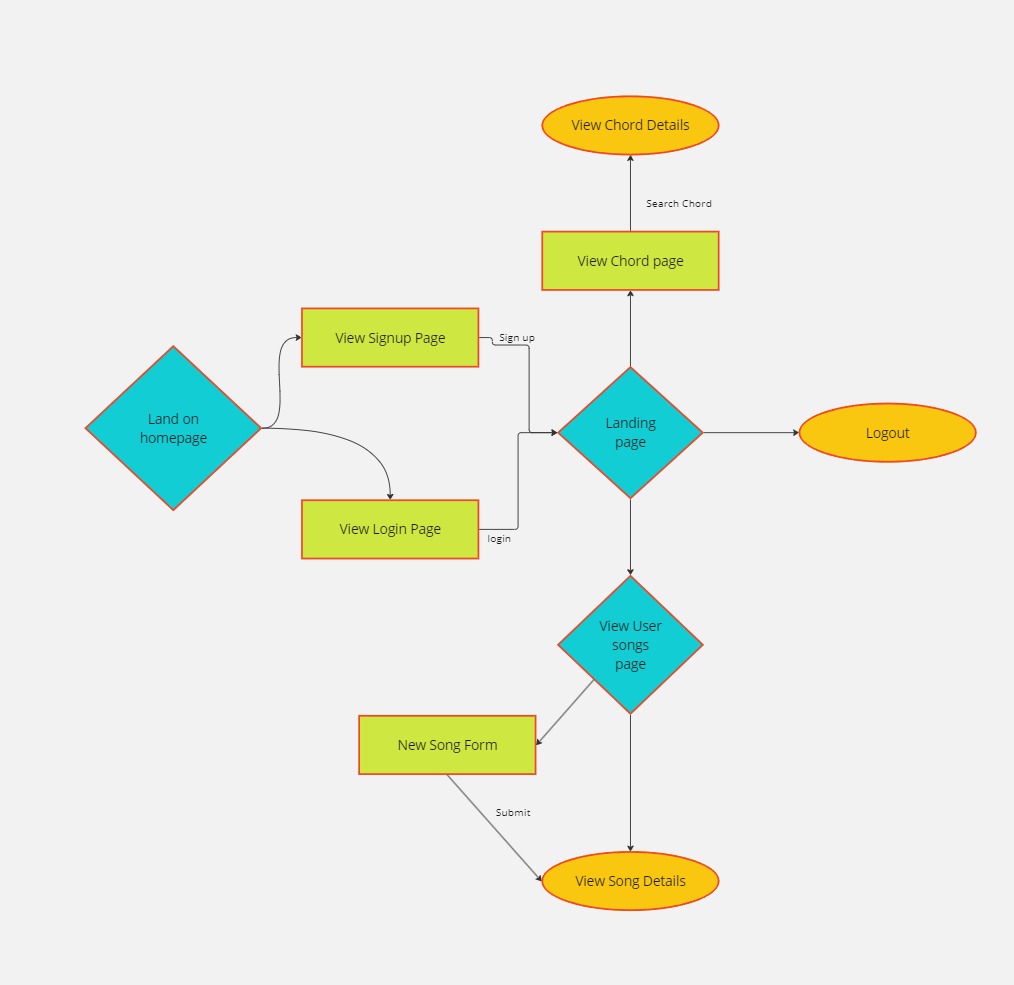 View Chord Details
Search Chord
View Chord page
View Signup Page
Sign up
Land on
homepage
Landing
page
Logout
View Login Page
login
View User
songs
page
New Song Form
Submit
View Song Details